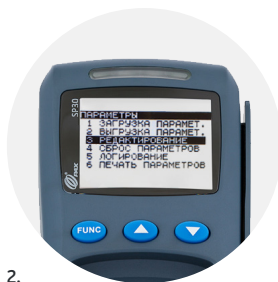 SP30
ПАРАМЕТРЫ
1 ЗАГРУЗКА ПАРАМЕТ.
2 ВЫГРУЗКА ПАРАМЕТ.
3 РЕДАКТИРОВАНИЕ
4 СБРОС ПАРАМЕТРОВ
5 ЛОГИРОВАНИЕ
6 ПЕЧАТЬ ПАРАМЕТРОВ
FUNC
2.